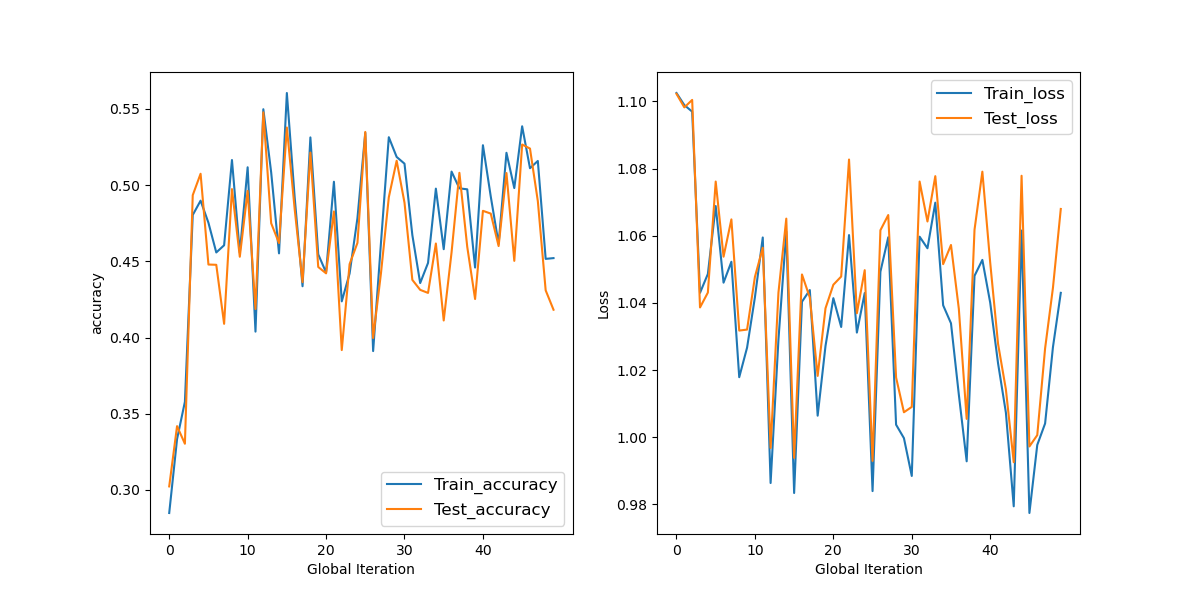 0.55
0.50
0.45
0.40
0.35
0.30
accuracy
0
10
20
30
40
Global Iteration
Train_accuracy
Test_accuracy
1.10
1.08
1.06
1.04
1.02
1.00
0.98
Loss
0
10
20
30
40
Global Iteration
Train_loss
Test_loss